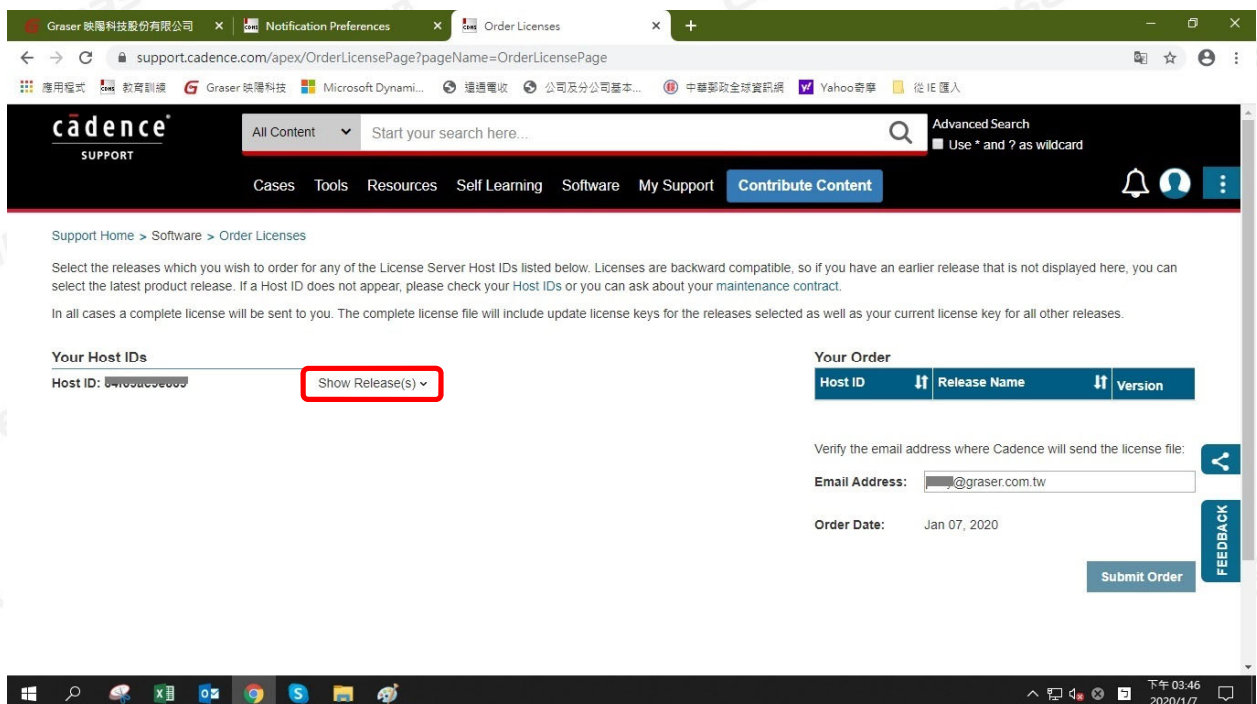 Graser 映陽科技股份有限公司
Notification Preferences
Order Licenses
support.cadence.com/apex/OrderLicensePage?pageName=OrderLicensePage
應用程式 教育訓練 Graser 映陽科技 Microsoft Dynami... 遠通電收 公司及分公司基本... 中華郵政全球資訊網 Yahoo奇摩 從 IE 匯入
cādence
SUPPORT
All Content Start your search here...
Advanced Search
Use * and ? as wildcard
Cases Tools Resources Self Learning Software My Support Contribute Content
Support Home > Software > Order Licenses
Select the releases which you wish to order for any of the License Server Host IDs listed below. Licenses are backward compatible, so if you have an earlier release that is not displayed here, you can
select the latest product release. If a Host ID does not appear, please check your Host IDs or you can ask about your maintenance contract.
In all cases a complete license will be sent to you. The complete license file will include update license keys for the releases selected as well as your current license key for all other releases.
Your Host IDs
Host ID:
Show Release(s)
Your Order
Host ID Release Name Version
Verify the email address where Cadence will send the license file:
Email Address: @graser.com.tw
Order Date: Jan 07, 2020
Submit Order
FEEDBACK
下午 03:46
2020/1/7